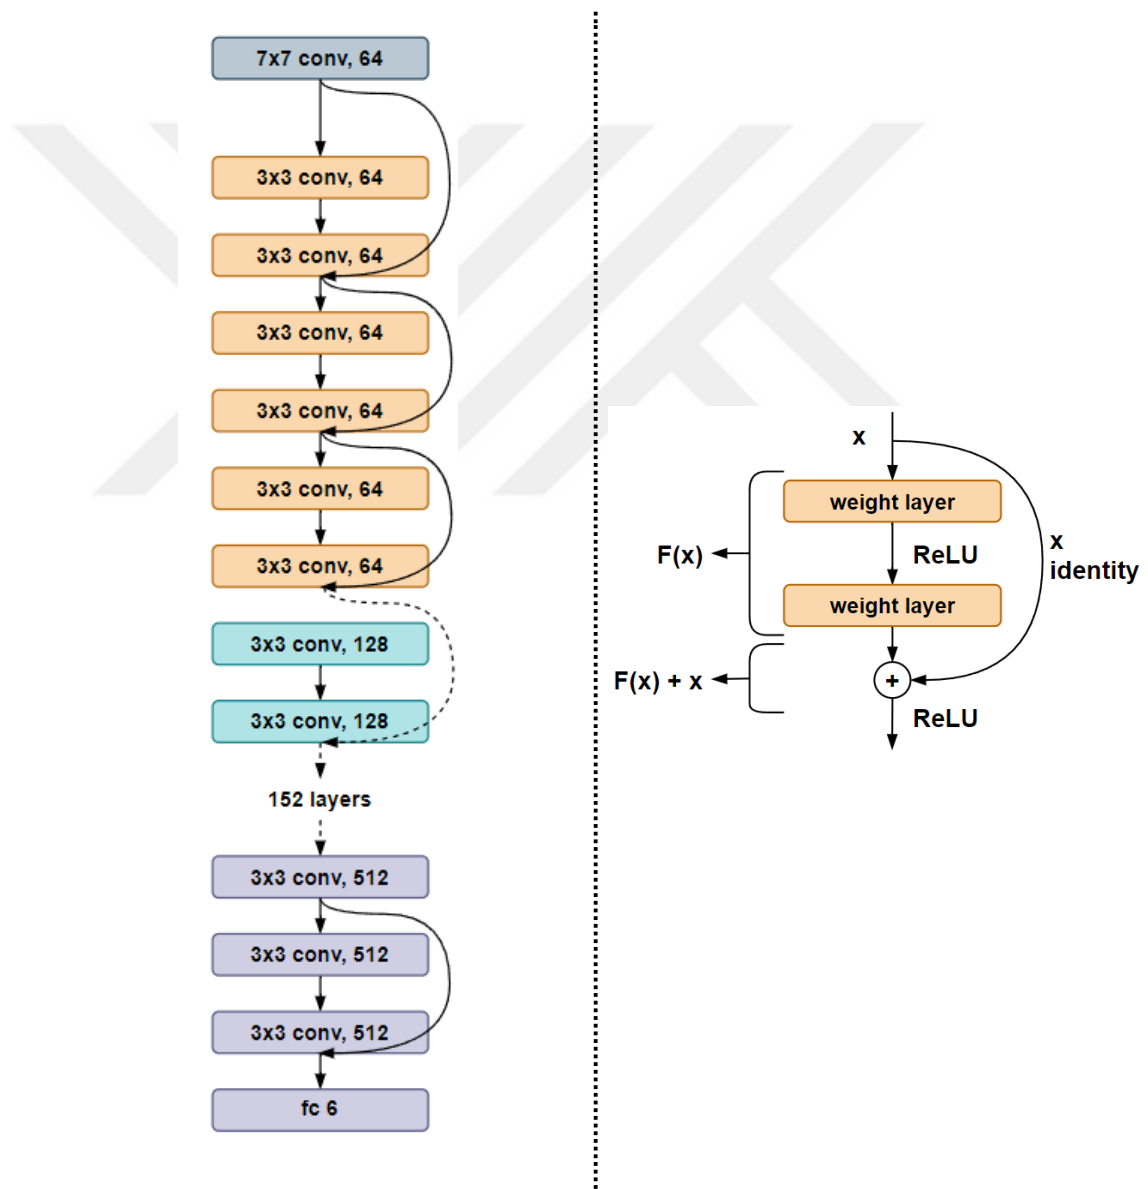 7x7 conv, 64
3x3 conv, 64
3x3 conv, 64
3x3 conv, 64
3x3 conv, 64
3x3 conv, 64
3x3 conv, 64
3x3 conv, 128
3x3 conv, 128
152 layers
3x3 conv, 512
3x3 conv, 512
3x3 conv, 512
fc 6
x
weight layer
F(x)
ReLU
x
identity
weight layer
F(x) + x
+
ReLU